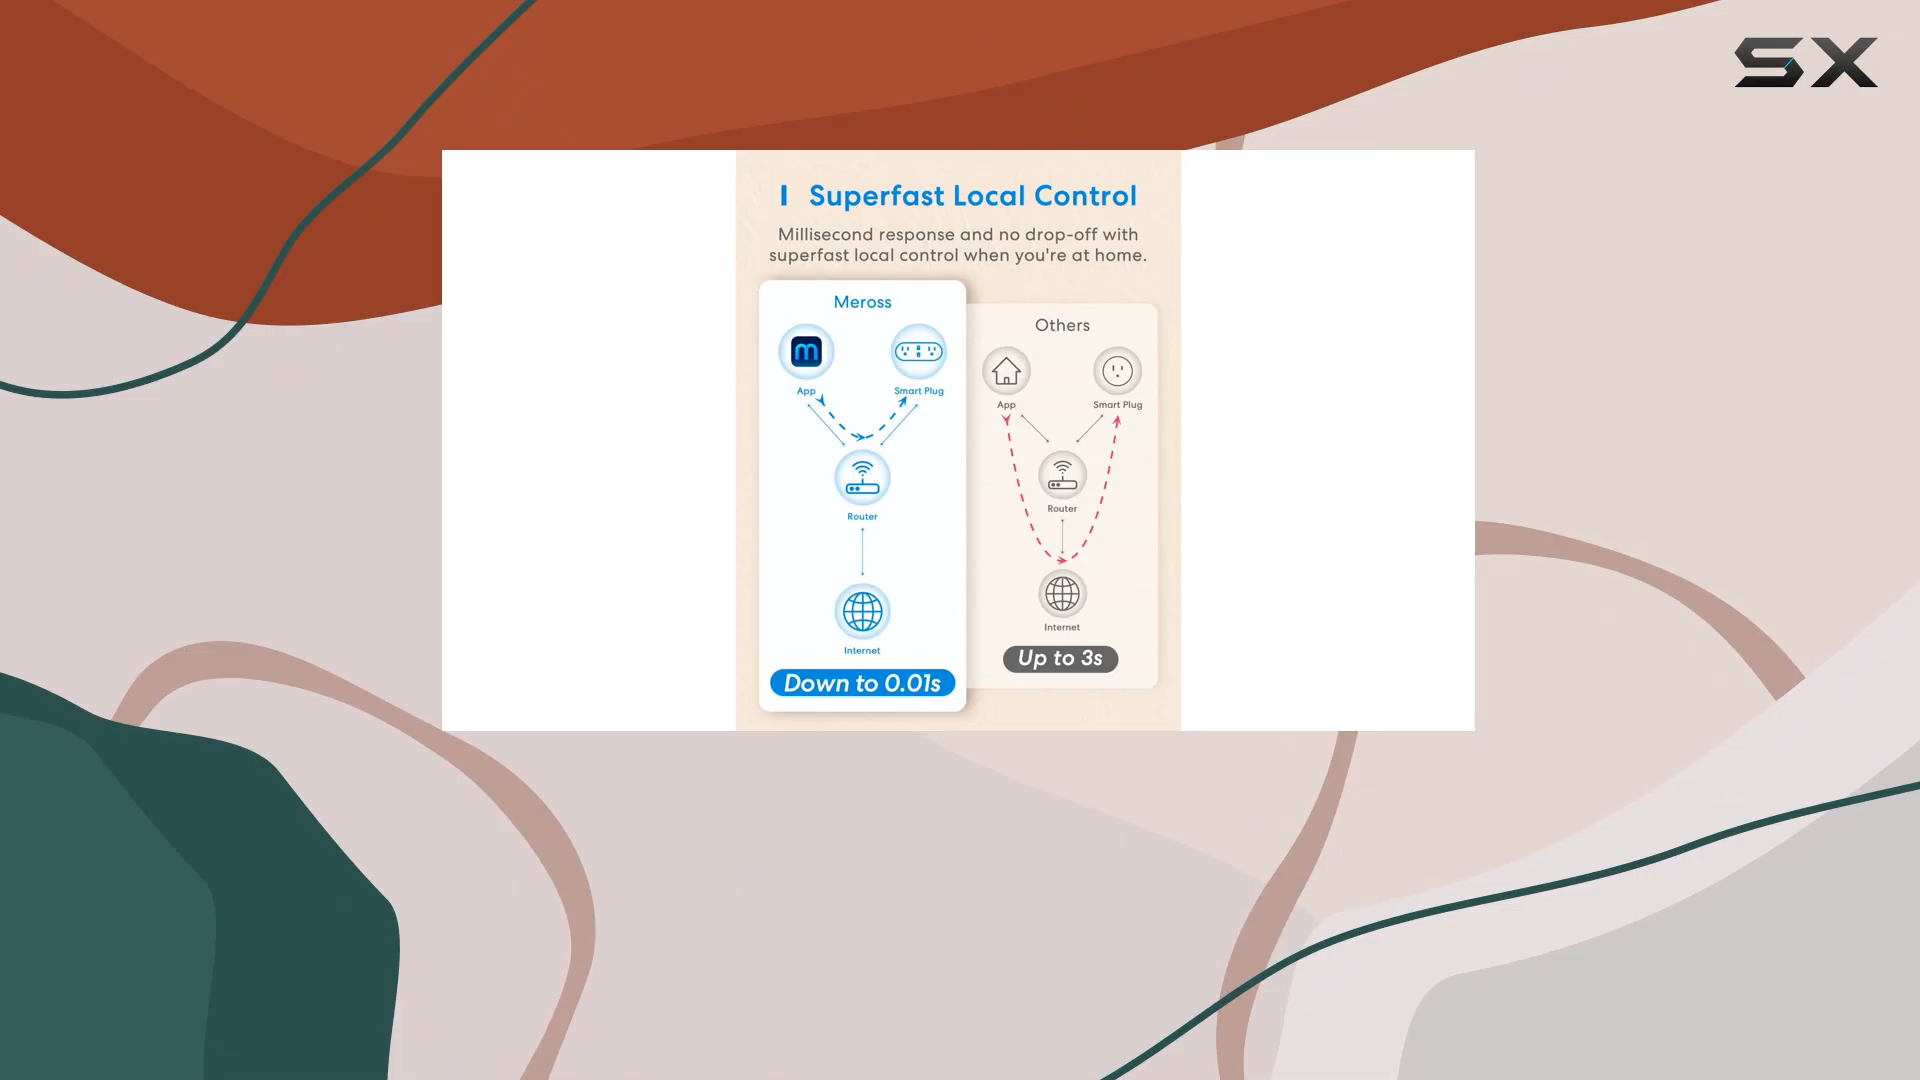 SX
Superfast Local Control
Millisecond response and no drop-off with
superfast local control when you're at home.
Meross
m
App
Smart Plug
Router
Internet
Down to 0.01s
Others
App
Smart Plug
Router
Internet
Up to 3s